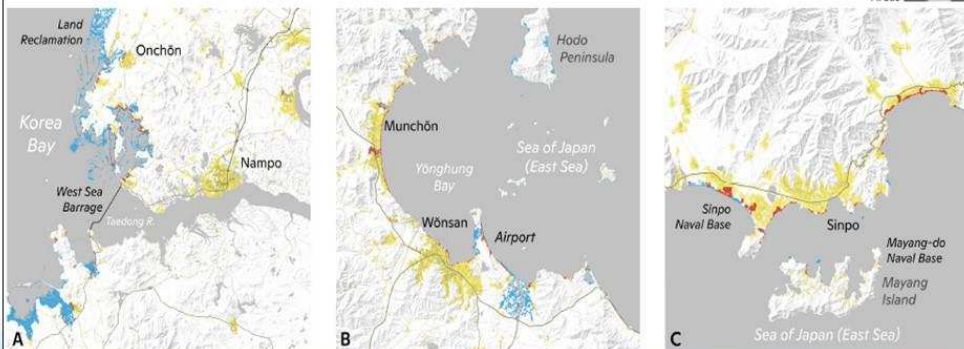 Land
Reclamation
Onchŏn
Korea
Bay
Nampo
West Sea
Barrage
Taedong R.
A
Hodo
Peninsula
Munchŏn
Sea of Japan
(East Sea)
Yŏnghung
Bay
Wŏnsan
Airport
B
Sinpo
Naval Base
Sinpo
Mayang-do
Naval Base
Mayang
Island
Sea of Japan (East Sea)
C